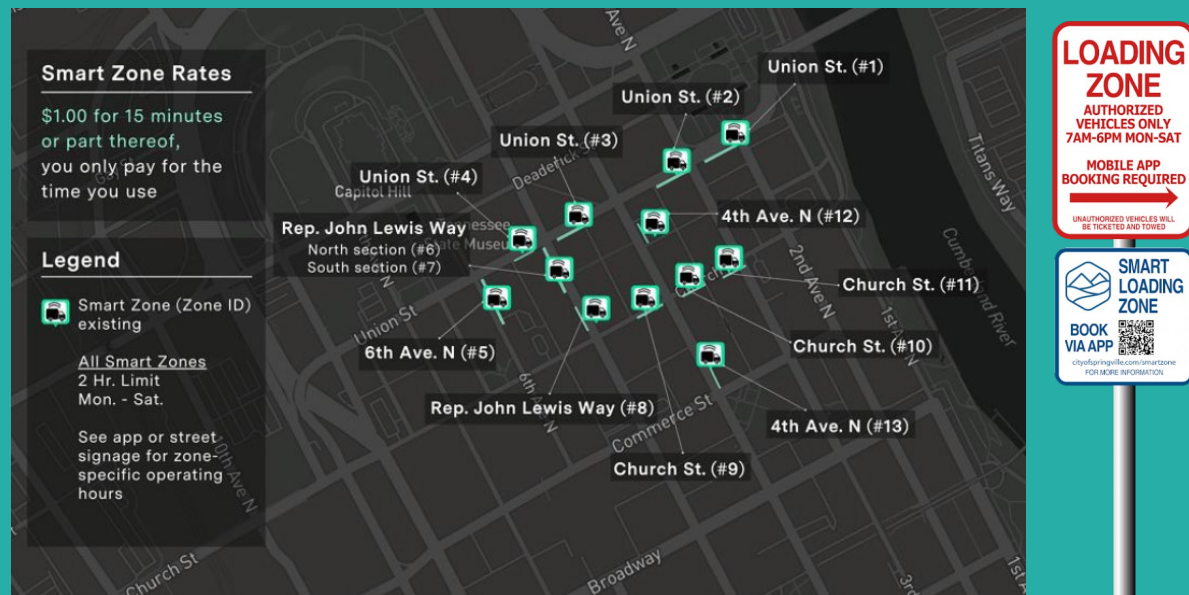 Smart Zone Rates
$1.00 for 15 minutes
or part thereof,
you only pay for the
time you use
Legend
Smart Zone (Zone ID)
existing
All Smart Zones
2 Hr. Limit
Mon. - Sat.
See app or street
signage for zone-
specific operating
hours
Union St. (#1)
Union St. (#2)
Union St. (#3)
Union St. (#4)
Rep. John Lewis Way
North section (#6)
South section (#7)
4th Ave. N (#12)
Church St. (#11)
Church St. (#10)
6th Ave. N (#5)
Rep. John Lewis Way (#8)
4th Ave. N (#13)
Church St. (#9)
Capitol Hill
Deaderick St
Union St
6th Ave N
Commerce St
Broadway
Church St
10th Ave N
2nd Ave N
1st Ave N
Titans Way
Cumberland River
LOADING
ZONE
AUTHORIZED
VEHICLES ONLY
7AM-6PM MON-SAT
MOBILE APP
BOOKING REQUIRED
UNAUTHORIZED VEHICLES WILL
BE TICKETED AND TOWED
SMART
LOADING
ZONE
BOOK
VIA APP
cityofspringville.com/smartzone
FOR MORE INFORMATION